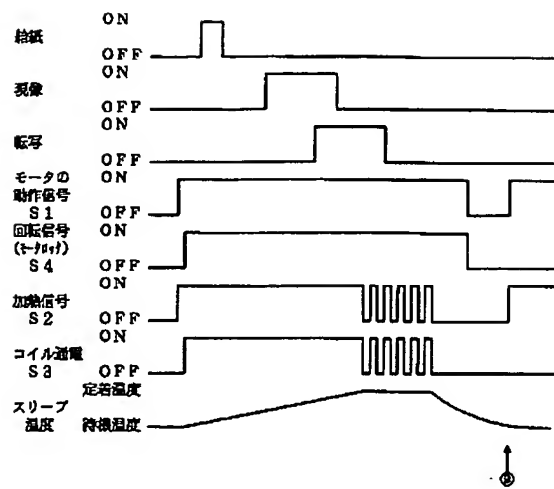 ON
給紙
OFF
ON
現像
OFF
ON
転写
OFF
モータの ON
動作信号
S1 OFF
回転信号 ON
(モータロック)
S4 OFF
ON
加熱信号
S2 OFF
ON
コイル通電
S3 OFF
定着温度
スリーブ
温度 待機温度
②